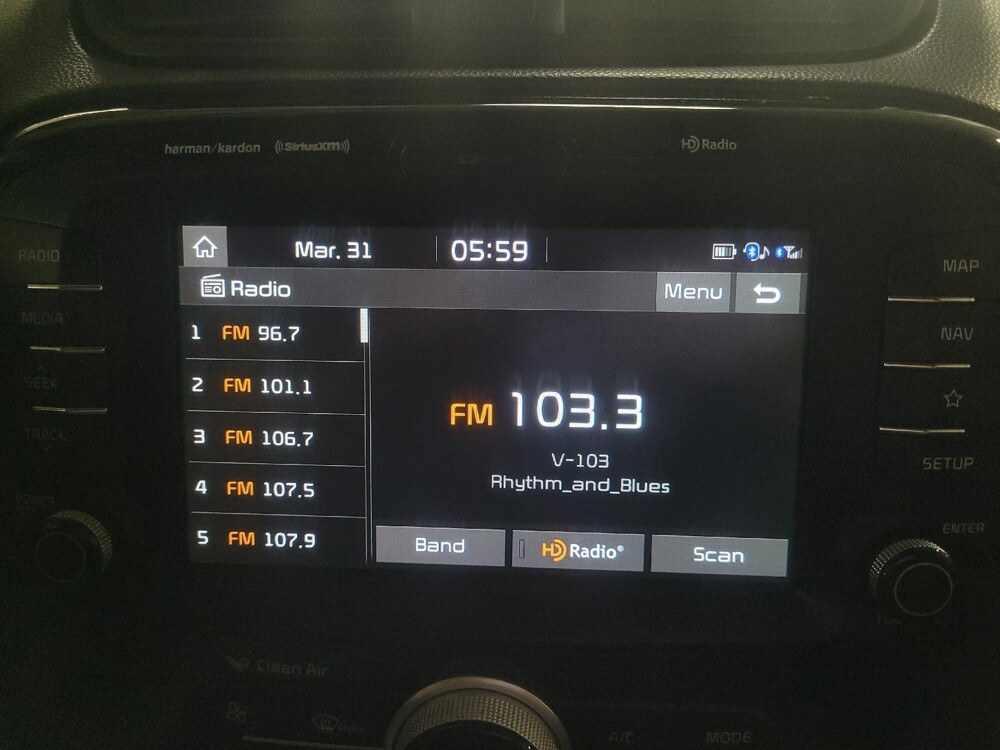 harman/kardon
SiriusXM
HD Radio
RADIO
MEDIA
SEEK
TRACK
Mar. 31
05:59
Radio
Menu
1 FM 96.7
2 FM 101.1
3 FM 106.7
4 FM 107.5
5 FM 107.9
FM 103.3
V-103
Rhythm_and_Blues
Band
HD Radio®
Scan
MAP
NAV
SETUP
ENTER
Clean Air
A/C
MODE